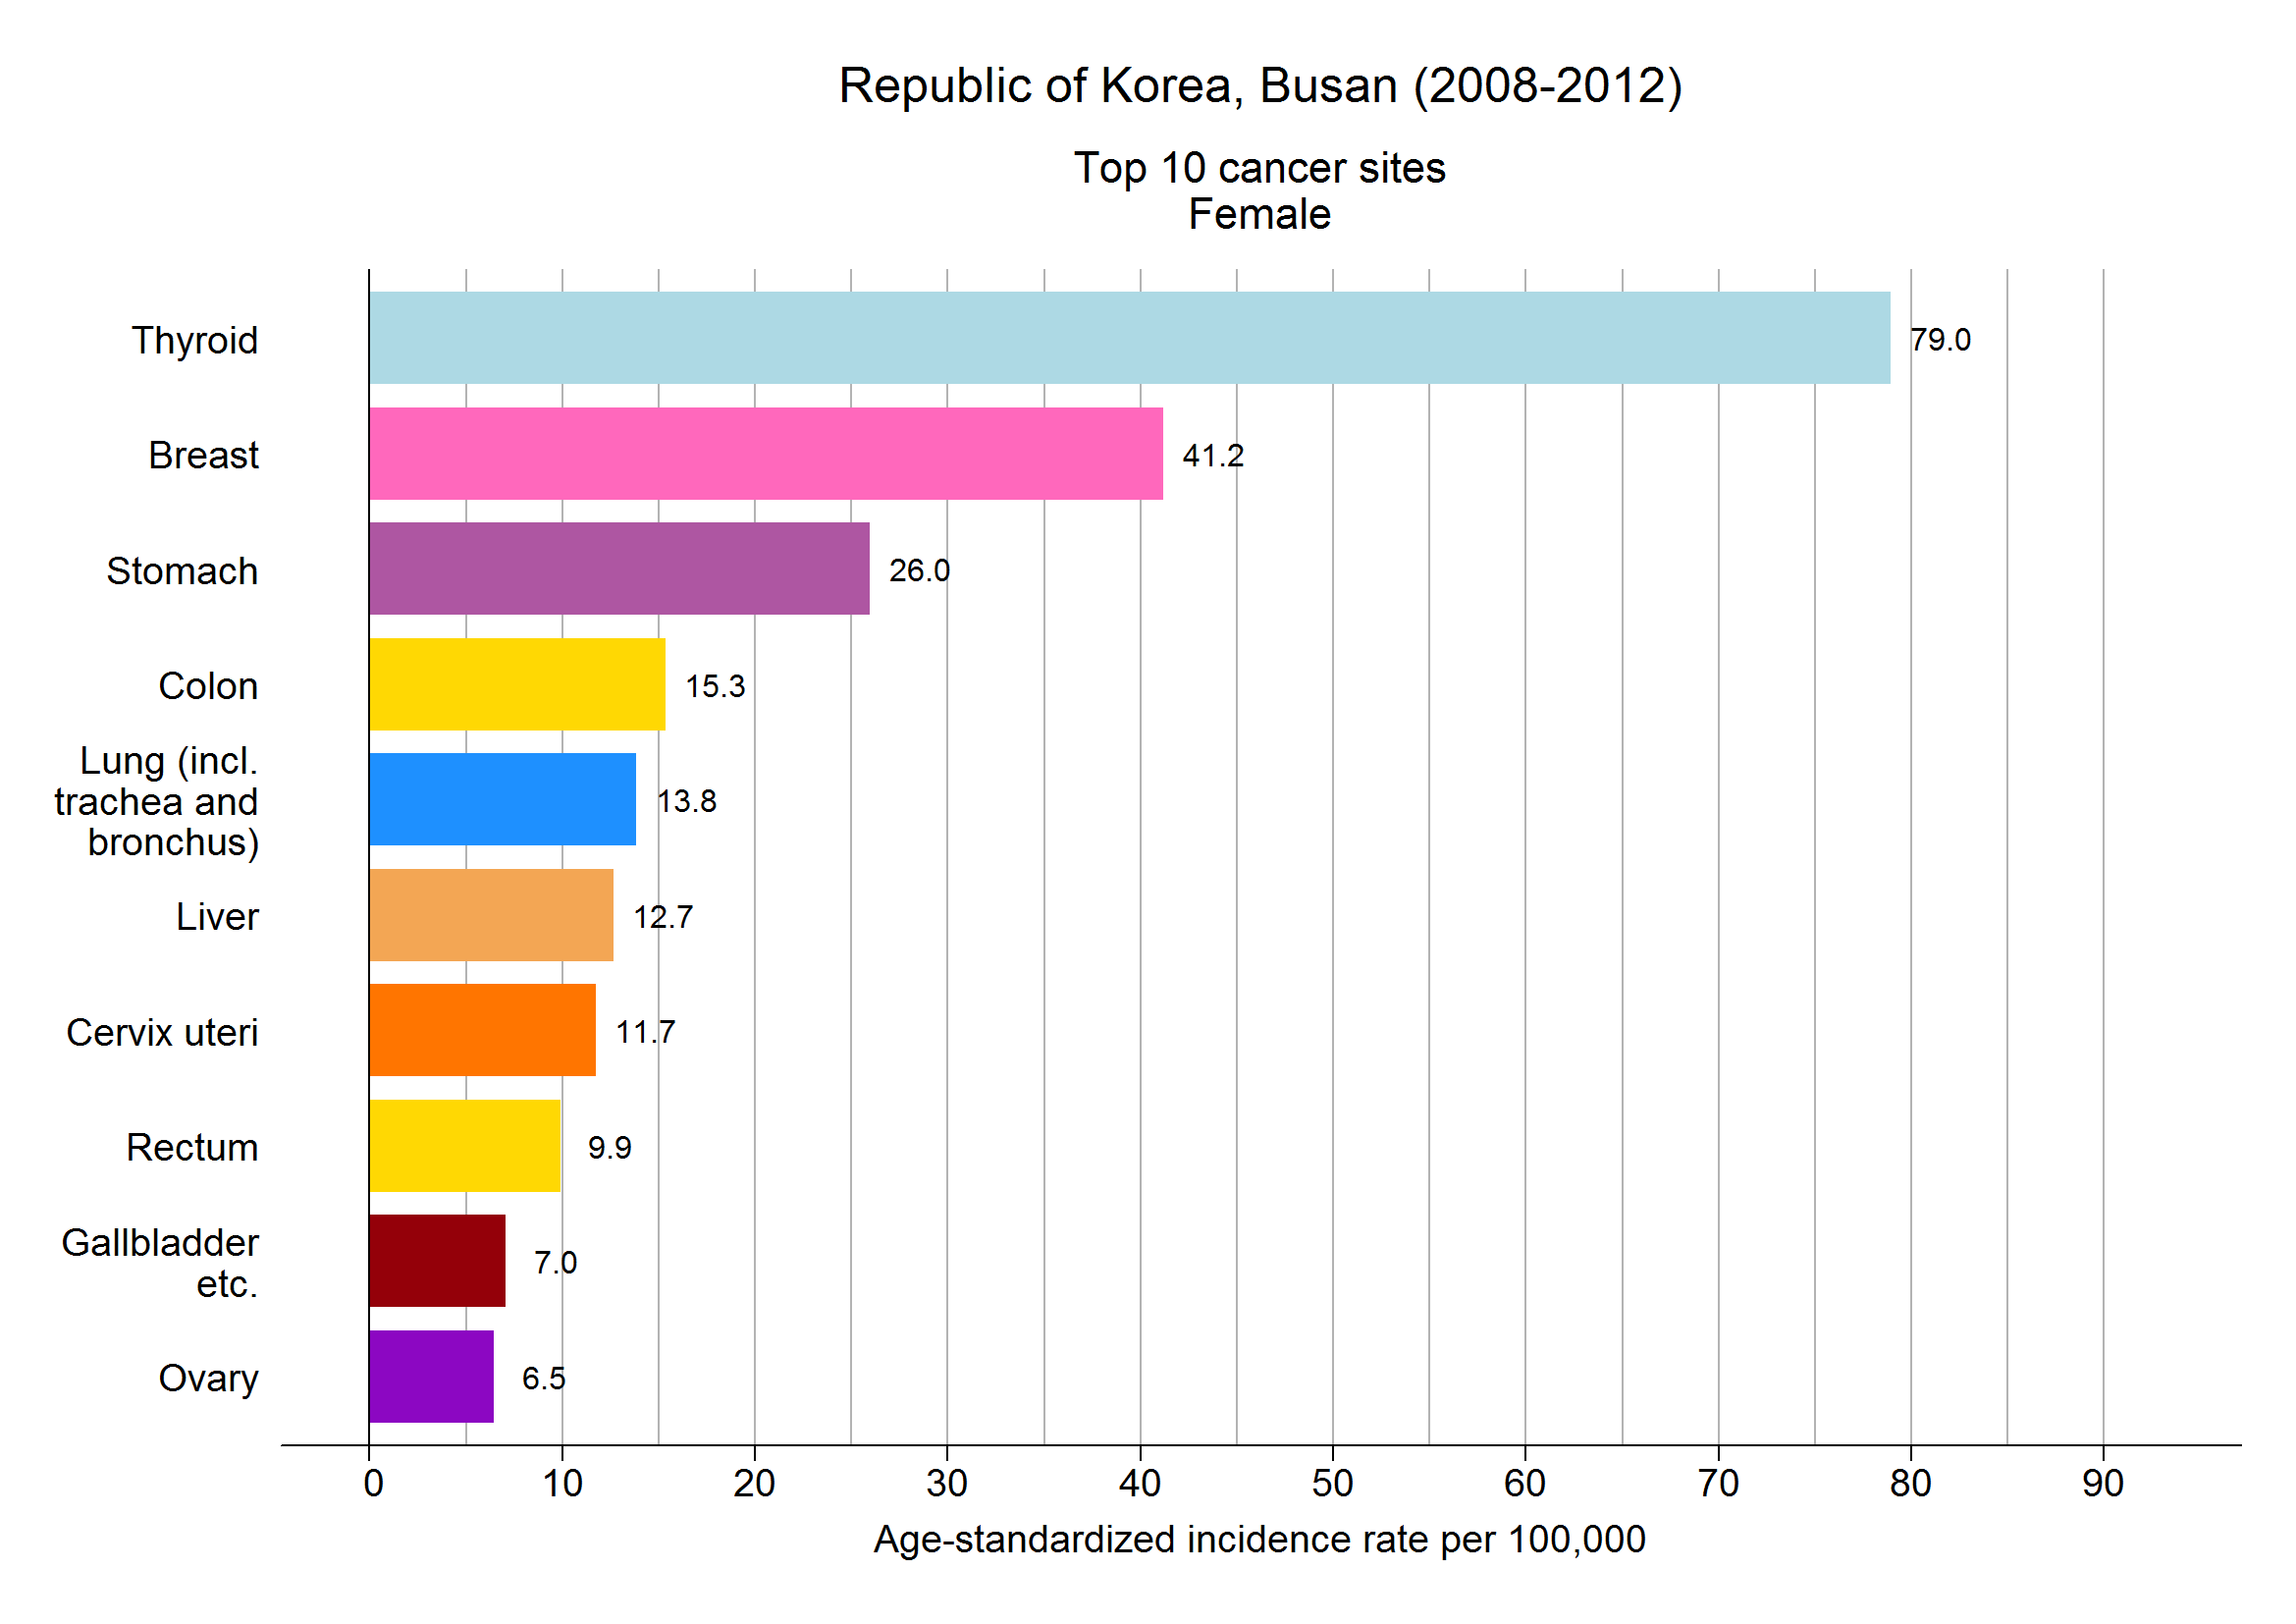 Republic of Korea, Busan (2008-2012)
Top 10 cancer sites
Female
Thyroid
79.0
Breast
41.2
Stomach
26.0
Colon
15.3
Lung (incl.
trachea and
bronchus)
13.8
Liver
12.7
Cervix uteri
11.7
Rectum
9.9
Gallbladder
etc.
7.0
Ovary
6.5
0 10 20 30 40 50 60 70 80 90
Age-standardized incidence rate per 100,000